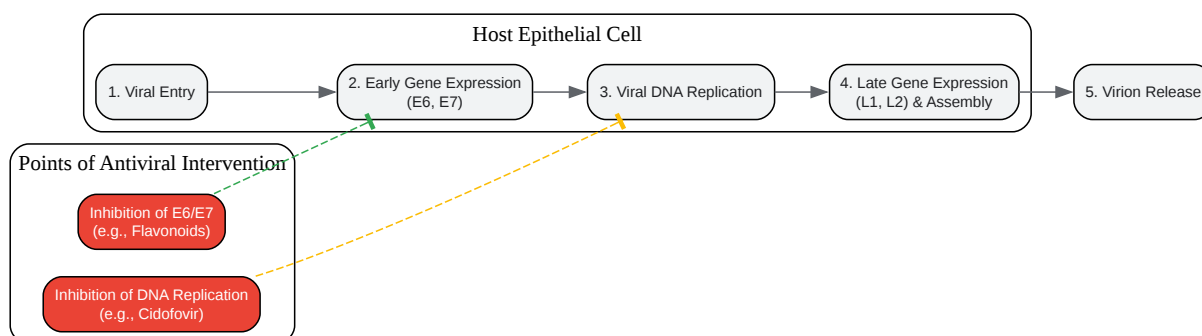 Host Epithelial Cell
1. Viral Entry
2. Early Gene Expression
(E6, E7)
3. Viral DNA Replication
4. Late Gene Expression
(L1, L2) & Assembly
5. Virion Release
Points of Antiviral Intervention
Inhibition of E6/E7
(e.g., Flavonoids)
Inhibition of DNA Replication
(e.g., Cidofovir)